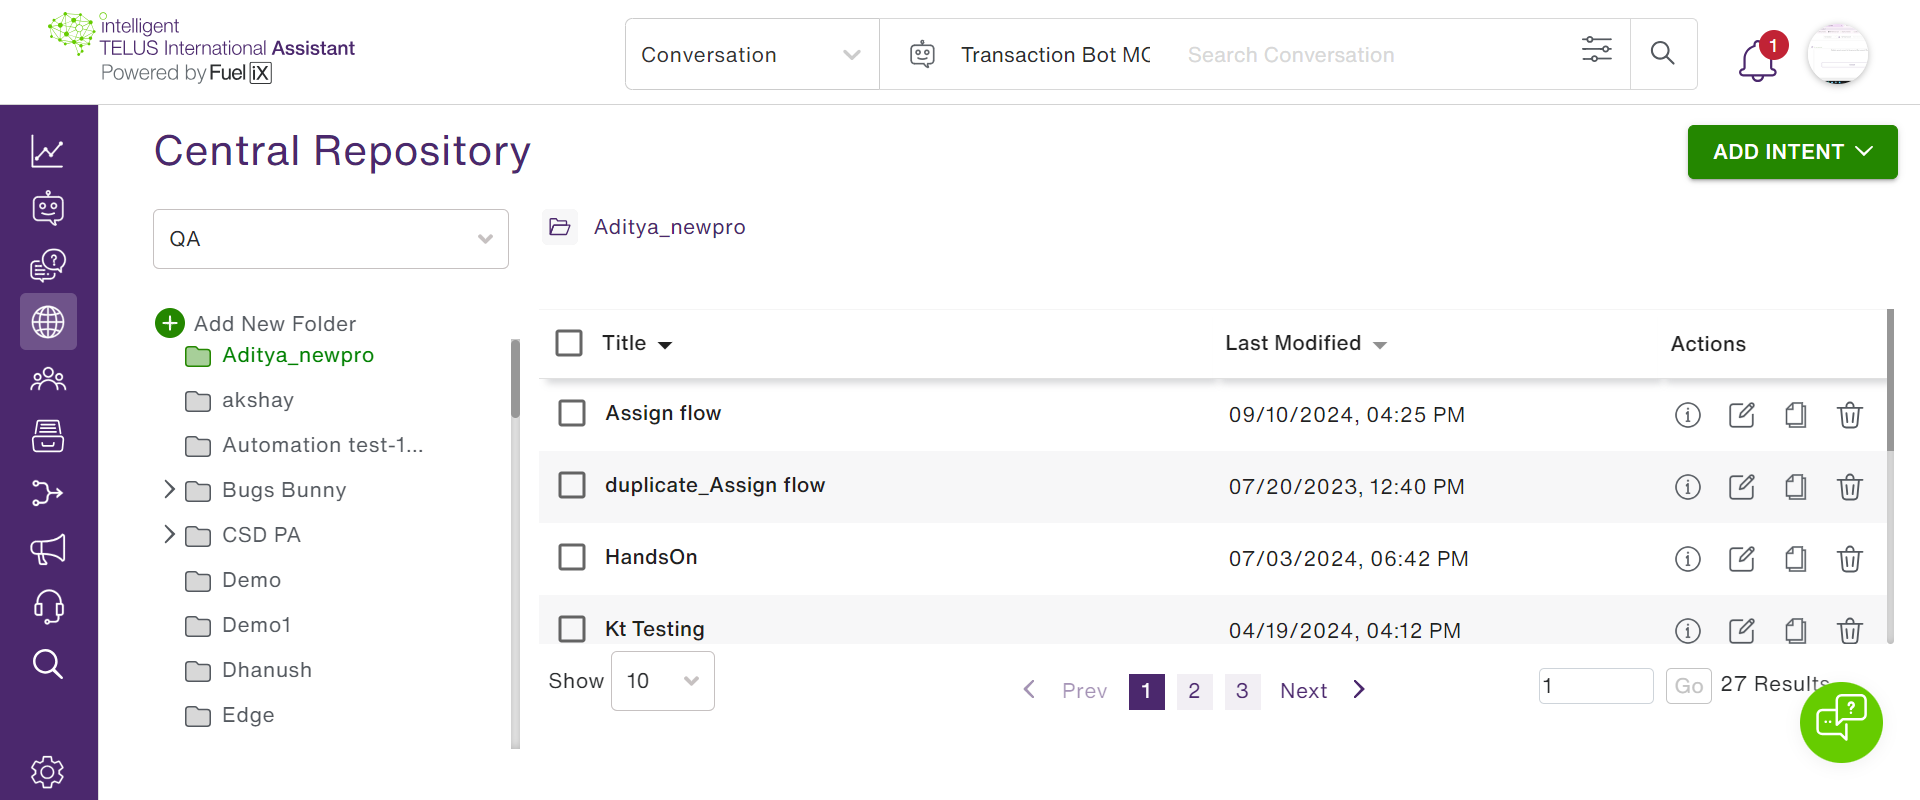 intelligent
TELUS International Assistant
Powered by Fuel iX
Conversation
Transaction Bot MC
Search Conversation
1
Central Repository
ADD INTENT
QA
Aditya_newpro
Add New Folder
Aditya_newpro
akshay
Automation test-1...
Bugs Bunny
CSD PA
Demo
Demo1
Dhanush
Edge
Title
Last Modified
Actions
Assign flow
09/10/2024, 04:25 PM
duplicate_Assign flow
07/20/2023, 12:40 PM
HandsOn
07/03/2024, 06:42 PM
Kt Testing
04/19/2024, 04:12 PM
Show
10
Prev
1
2
3
Next
1
Go
27 Results